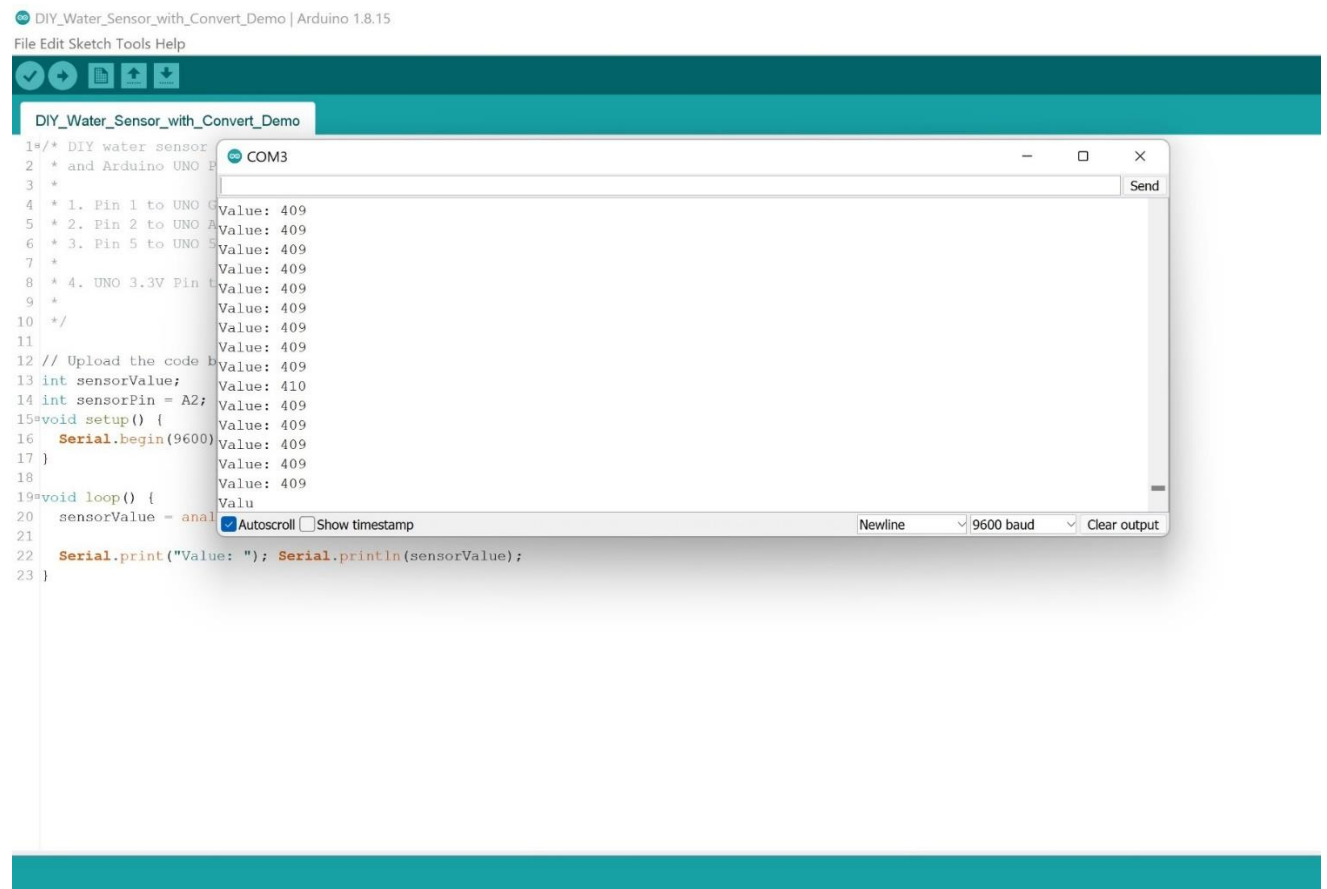 DIY_Water_Sensor_with_Convert_Demo | Arduino 1.8.15
File Edit Sketch Tools Help
DIY_Water_Sensor_with_Convert_Demo
1 /* DIY water sensor
2 * and Arduino UNO
3 *
4 * 1. Pin 1 to UNO
5 * 2. Pin 2 to UNO
6 * 3. Pin 5 to UNO
7 *
8 * 4. UNO 3.3V Pin
9 *
10 */
11
12 // Upload the code
13 int sensorValue;
14 int sensorPin = A2;
15 void setup() {
16 Serial.begin(9600)
17 }
18
19 void loop() {
20 sensorValue = anal
21
22 Serial.print("Value: "); Serial.println(sensorValue);
23 }
COM3
Send
Value: 409
Value: 409
Value: 409
Value: 409
Value: 409
Value: 409
Value: 409
Value: 409
Value: 409
Value: 410
Value: 409
Value: 409
Value: 409
Value: 409
Value: 409
Valu
Autoscroll Show timestamp Newline 9600 baud Clear output